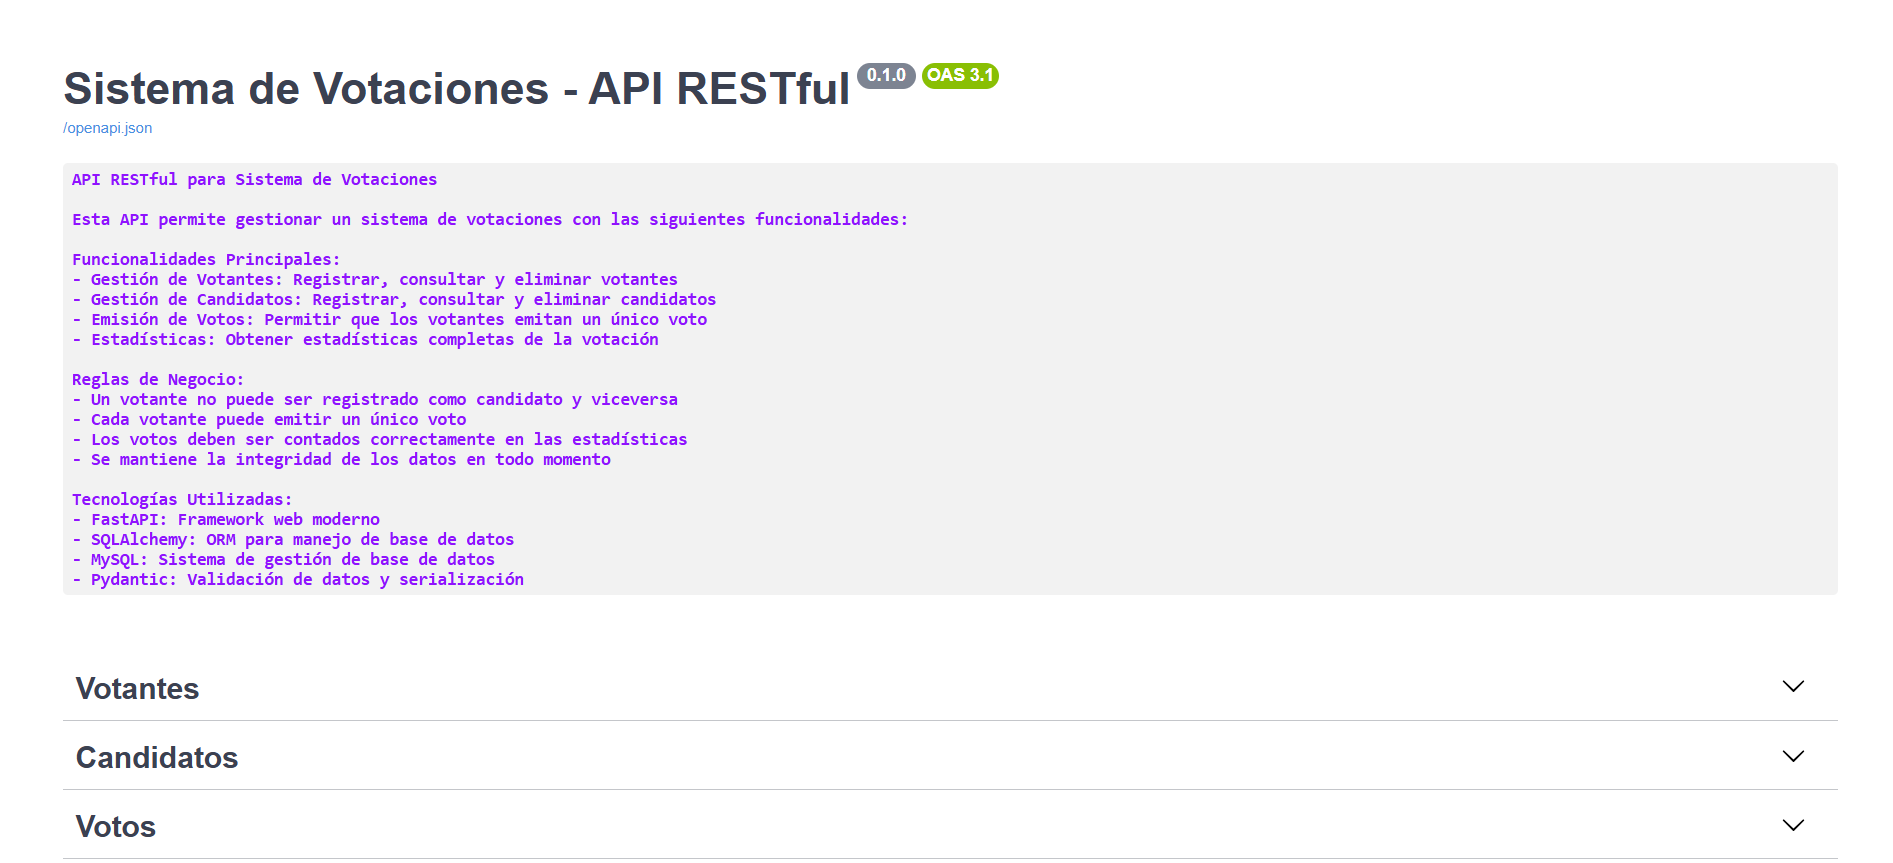 Sistema de Votaciones - API RESTful 0.1.0 OAS 3.1
/openapi.json
API RESTful para Sistema de Votaciones
Esta API permite gestionar un sistema de votaciones con las siguientes funcionalidades:
Funcionalidades Principales:
- Gestión de Votantes: Registrar, consultar y eliminar votantes
- Gestión de Candidatos: Registrar, consultar y eliminar candidatos
- Emisión de Votos: Permitir que los votantes emitan un único voto
- Estadísticas: Obtener estadísticas completas de la votación
Reglas de Negocio:
- Un votante no puede ser registrado como candidato y viceversa
- Cada votante puede emitir un único voto
- Los votos deben ser contados correctamente en las estadísticas
- Se mantiene la integridad de los datos en todo momento
Tecnologías Utilizadas:
- FastAPI: Framework web moderno
- SQLAlchemy: ORM para manejo de base de datos
- MySQL: Sistema de gestión de base de datos
- Pydantic: Validación de datos y serialización
Votantes
Candidatos
Votos